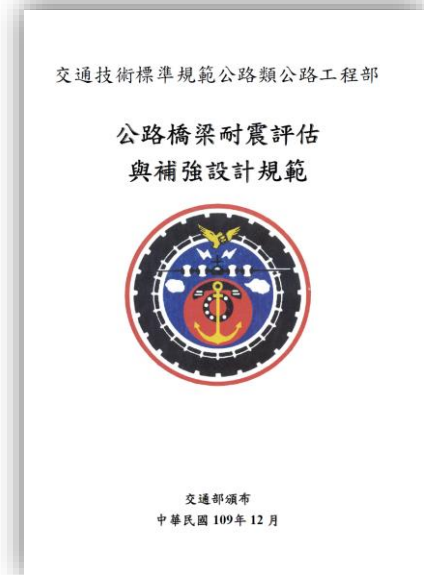 交通技術標準規範公路類公路工程部
公路橋梁耐震評估
與補強設計規範
交通部頒布
中華民國 109年 12 月